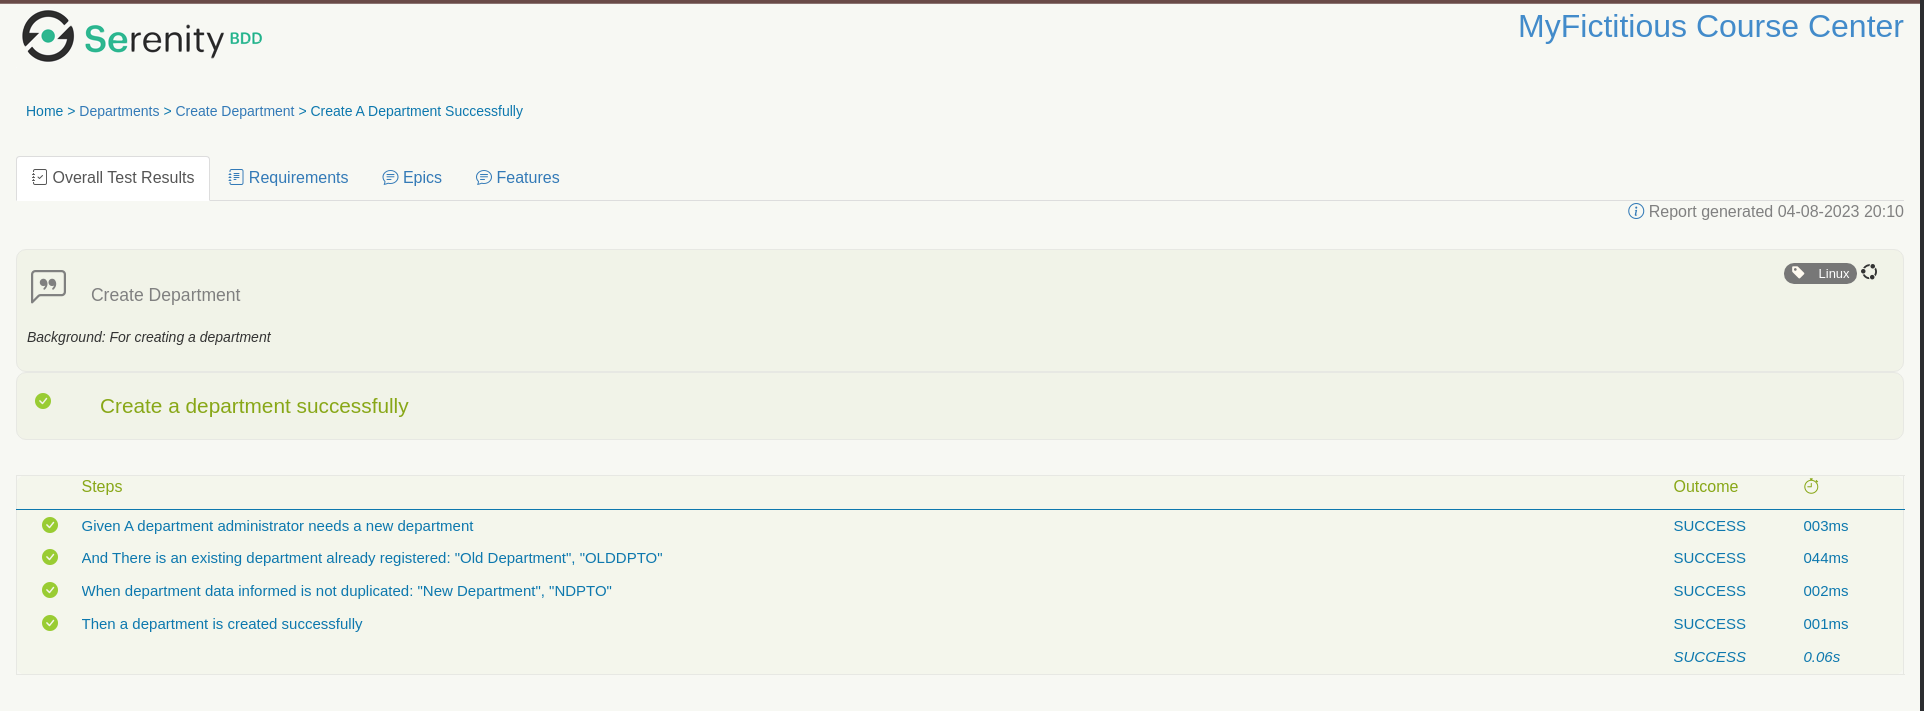 Serenity BDD
MyFictitious Course Center
Home > Departments > Create Department > Create A Department Successfully
Overall Test Results
Requirements
Epics
Features
Report generated 04-08-2023 20:10
Linux
Create Department
Background: For creating a department
Create a department successfully
Steps Outcome
Given A department administrator needs a new department SUCCESS 003ms
And There is an existing department already registered: "Old Department", "OLDDPTO" SUCCESS 044ms
When department data informed is not duplicated: "New Department", "NDPTO" SUCCESS 002ms
Then a department is created successfully SUCCESS 001ms
SUCCESS 0.06s